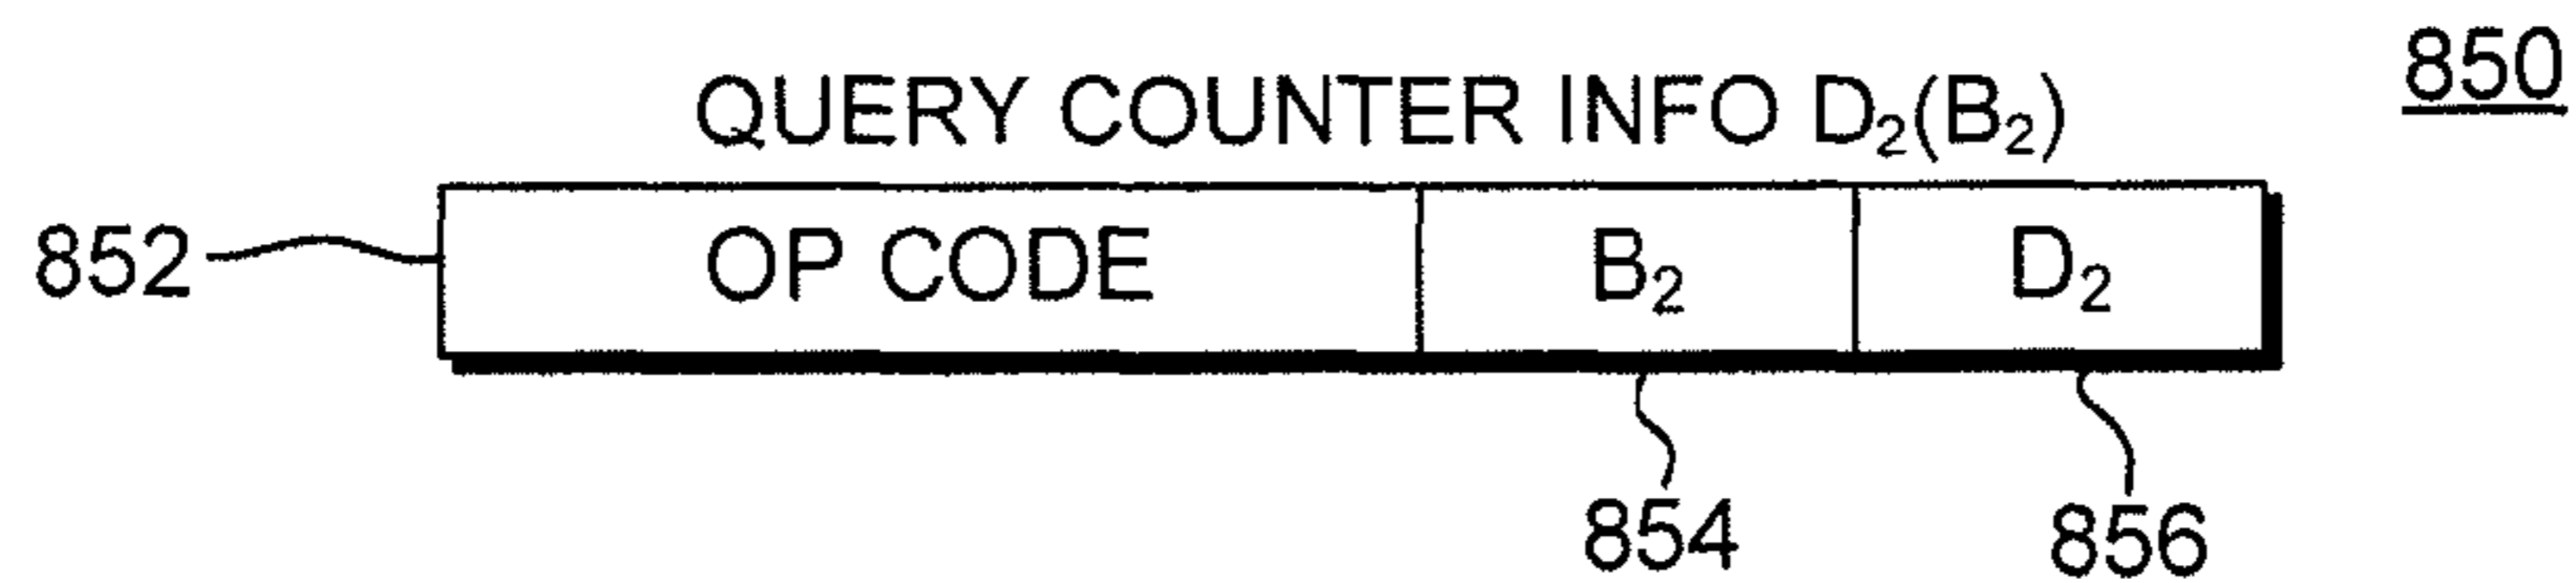 850
QUERY COUNTER INFO D₂(B₂)
852 OP CODE B₂ D₂
854 856